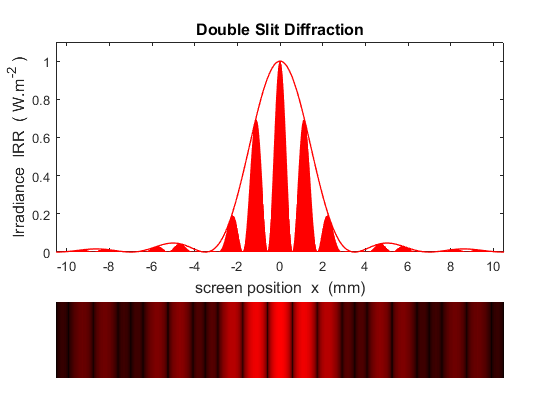 Double Slit Diffraction
Irradiance IRR ( W.m-2 )
1
0.8
0.6
0.4
0.2
0
-10 -8 -6 -4 -2 0 2 4 6 8 10
screen position x (mm)